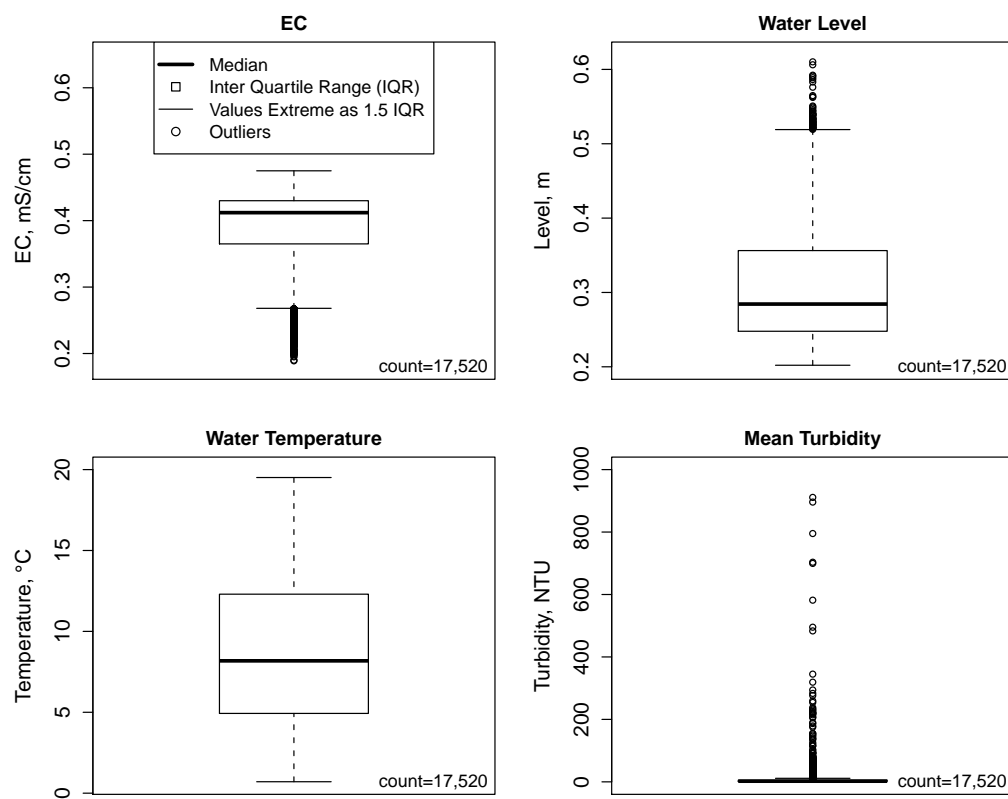 EC
EC, mS/cm
0.6
0.5
0.4
0.3
0.2
Median
Inter Quartile Range (IQR)
Values Extreme as 1.5 IQR
Outliers
count=17,520
Water Level
Level, m
0.6
0.5
0.4
0.3
0.2
count=17,520
Water Temperature
Temperature, °C
20
15
10
5
0
count=17,520
Mean Turbidity
Turbidity, NTU
1000
800
600
400
200
0
count=17,520